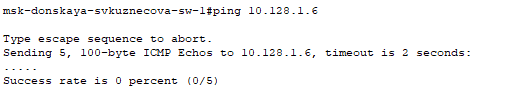 msk-donskaya-svkuznecova-sw-1#ping 10.128.1.6
Type escape sequence to abort.
Sending 5, 100-byte ICMP Echos to 10.128.1.6, timeout is 2 seconds:
.....
Success rate is 0 percent (0/5)